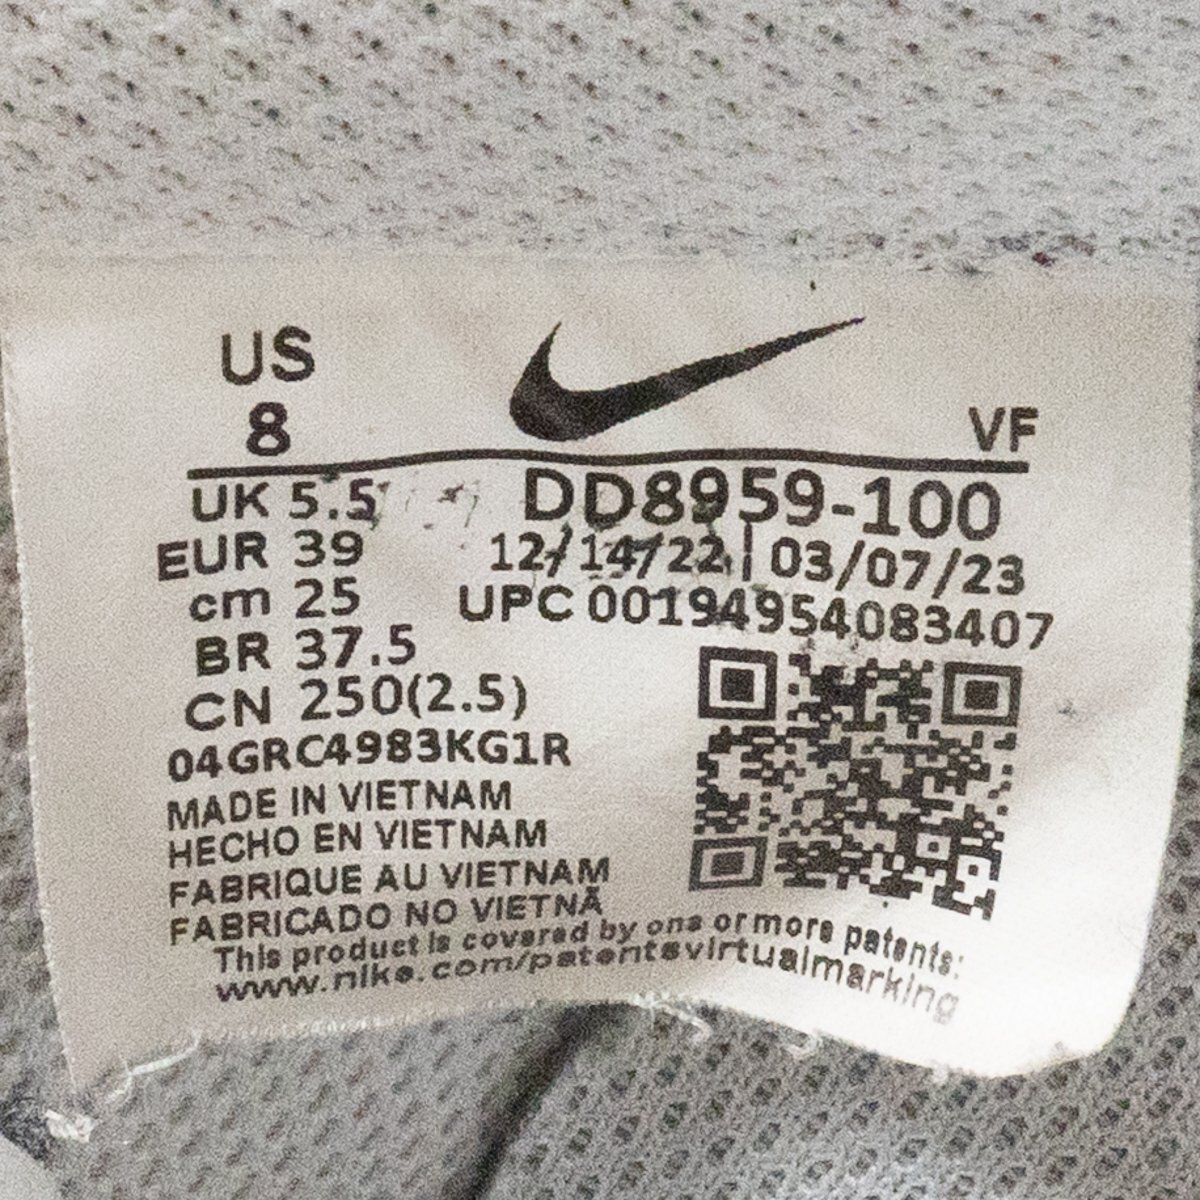 US
8
VF
UK 5.5
DD8959-100
EUR 39
12/14/22 | 03/07/23
cm 25
UPC 00194954083407
BR 37.5
CN 250(2.5)
04GRC4983KG1R
MADE IN VIETNAM
HECHO EN VIETNAM
FABRIQUE AU VIETNAM
FABRICADO NO VIETNÃ
This product is covered by one or more patents:
www.nike.com/patentsvirtualmarking